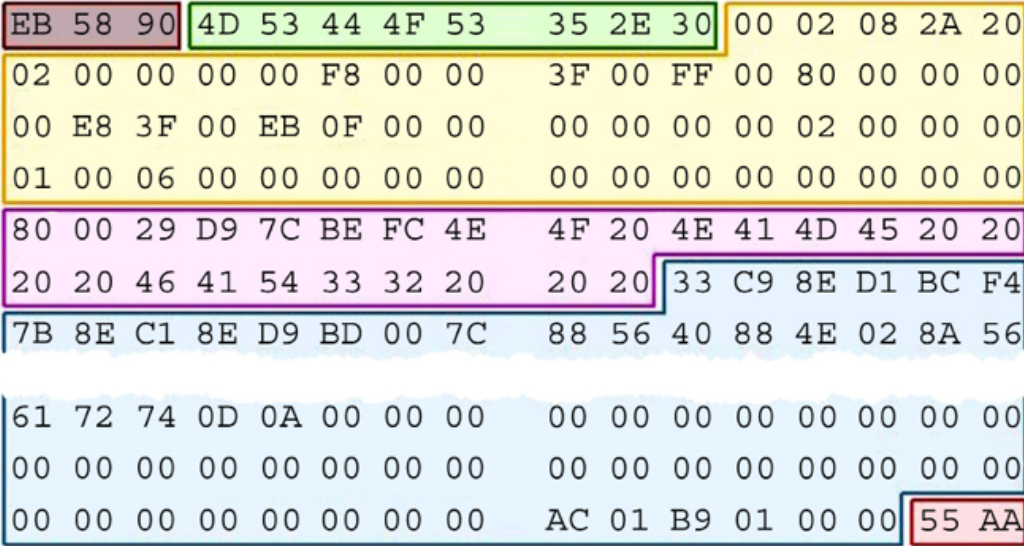 EB 58 90 4D 53 44 4F 53 35 2E 30 00 02 08 2A 20
02 00 00 00 00 F8 00 00 3F 00 FF 00 80 00 00 00
00 E8 3F 00 EB 0F 00 00 00 00 00 00 02 00 00 00
01 00 06 00 00 00 00 00 00 00 00 00 00 00 00 00
80 00 29 D9 7C BE FC 4E 4F 20 4E 41 4D 45 20 20
20 20 46 41 54 33 32 20 20 20 33 C9 8E D1 BC F4
7B 8E C1 8E D9 BD 00 7C 88 56 40 88 4E 02 8A 56
61 72 74 0D 0A 00 00 00 00 00 00 00 00 00 00 00
00 00 00 00 00 00 00 00 00 00 00 00 00 00 00 00
00 00 00 00 00 00 00 00 AC 01 B9 01 00 00 55 AA